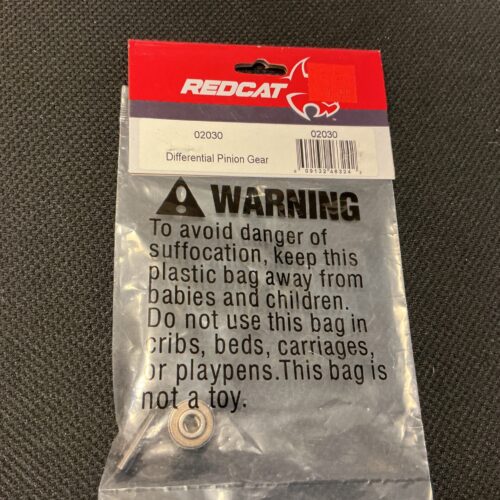 REDCAT
02030 02030
Differential Pinion Gear
WARNING
To avoid danger of
suffocation, keep this
plastic bag away from
babies and children.
Do not use this bag in
cribs, beds, carriages,
or playpens.This bag is
not a toy.